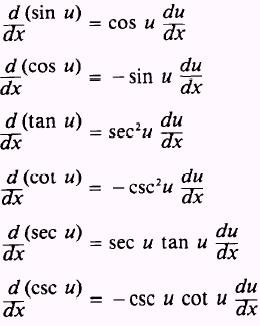 d/dx (sin u) = cos u du/dx
d/dx (cos u) = −sin u du/dx
d/dx (tan u) = sec²u du/dx
d/dx (cot u) = −csc²u du/dx
d/dx (sec u) = sec u tan u du/dx
d/dx (csc u) = −csc u cot u du/dx